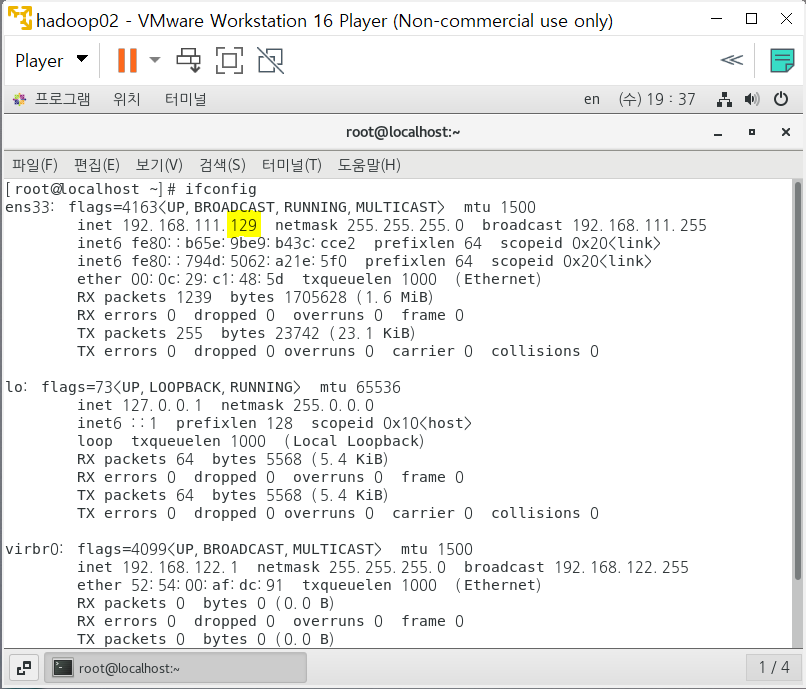 hadoop02 - VMware Workstation 16 Player (Non-commercial use only)
Player
프로그램 위치 터미널 en (수) 19 : 37
root@localhost:~
파일(F) 편집(E) 보기(V) 검색(S) 터미널(T) 도움말(H)
[root@localhost ~]# ifconfig
ens33: flags=4163<UP,BROADCAST,RUNNING,MULTICAST> mtu 1500
inet 192.168.111.129 netmask 255.255.255.0 broadcast 192.168.111.255
inet6 fe80::b65e:9be9:b43c:cce2 prefixlen 64 scopeid 0x20<link>
inet6 fe80::794d:5062:a21e:5f0 prefixlen 64 scopeid 0x20<link>
ether 00:0c:29:c1:48:5d txqueuelen 1000 (Ethernet)
RX packets 1239 bytes 1705628 (1.6 MiB)
RX errors 0 dropped 0 overruns 0 frame 0
TX packets 255 bytes 23742 (23.1 KiB)
TX errors 0 dropped 0 overruns 0 carrier 0 collisions 0
lo: flags=73<UP,LOOPBACK,RUNNING> mtu 65536
inet 127.0.0.1 netmask 255.0.0.0
inet6 ::1 prefixlen 128 scopeid 0x10<host>
loop txqueuelen 1000 (Local Loopback)
RX packets 64 bytes 5568 (5.4 KiB)
RX errors 0 dropped 0 overruns 0 frame 0
TX packets 64 bytes 5568 (5.4 KiB)
TX errors 0 dropped 0 overruns 0 carrier 0 collisions 0
virbr0: flags=4099<UP,BROADCAST,MULTICAST> mtu 1500
inet 192.168.122.1 netmask 255.255.255.0 broadcast 192.168.122.255
ether 52:54:00:af:dc:91 txqueuelen 1000 (Ethernet)
RX packets 0 bytes 0 (0.0 B)
RX errors 0 dropped 0 overruns 0 frame 0
TX packets 0 bytes 0 (0.0 B)
root@localhost:~ 1 / 4